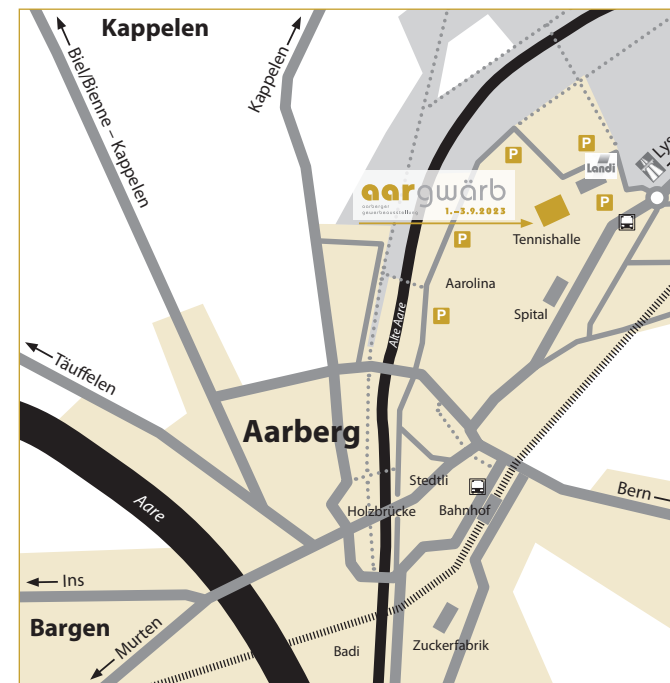 Kappelen
Biel/Bienne – Kappelen
Kappelen
P
P
Landi
Lys
aargwärb
aarberger
gewerbeausstellung
1.–3.9.2023
P
Tennishalle
P
Aarolina
P
Spital
Alte Aare
Täuffelen
Aarberg
Stedtli
Bern
Aare
Holzbrücke
Bahnhof
Ins
Bargen
Murten
Badi
Zuckerfabrik